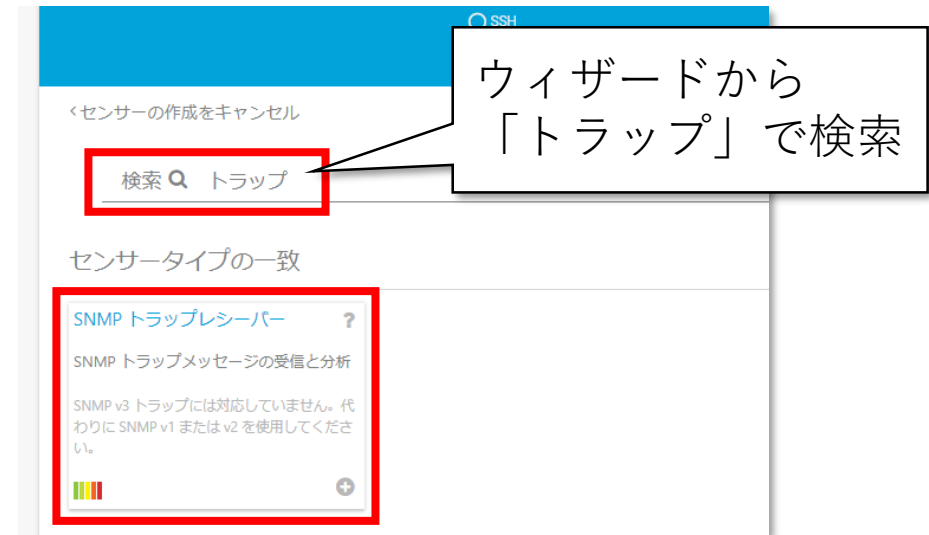 SSH
ウィザードから
「トラップ」で検索
<センサーの作成をキャンセル
検索 トラップ
センサータイプの一致
SNMP トラップレシーバー ?
SNMP トラップメッセージの受信と分析
SNMP v3 トラップには対応していません。代
わりに SNMP v1 または v2 を使用してくださ
い。